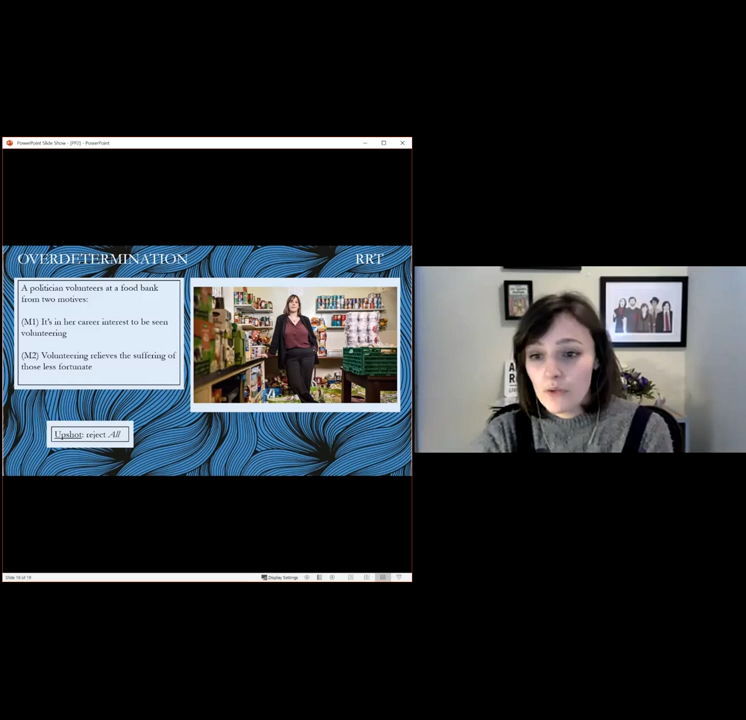 PowerPoint Slide Show - [PP2] - PowerPoint
OVERDETERMINATION
RRT
A politician volunteers at a food bank
from two motives:
(M1) It's in her career interest to be seen
volunteering
(M2) Volunteering relieves the suffering of
those less fortunate
Upshot: reject All
Display Settings